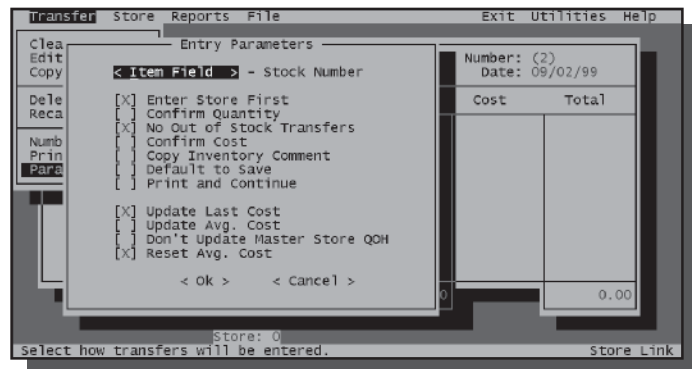 Transfer Store Reports File Exit Utilities Help
Clea
Edit
Copy
Dele
Reca
Numb
Prin
Para
Entry Parameters
< Item Field > - Stock Number
[X] Enter Store First
[ ] Confirm Quantity
[X] No Out of Stock Transfers
[ ] Confirm Cost
[ ] Copy Inventory Comment
[ ] Default to Save
[ ] Print and Continue
[X] Update Last Cost
[ ] Update Avg. Cost
[ ] Don't Update Master Store QOH
[X] Reset Avg. Cost
< Ok > < Cancel >
Number: (2)
Date: 09/02/99
Cost Total
0 0.00
Store: 0
Select how transfers will be entered. Store Link